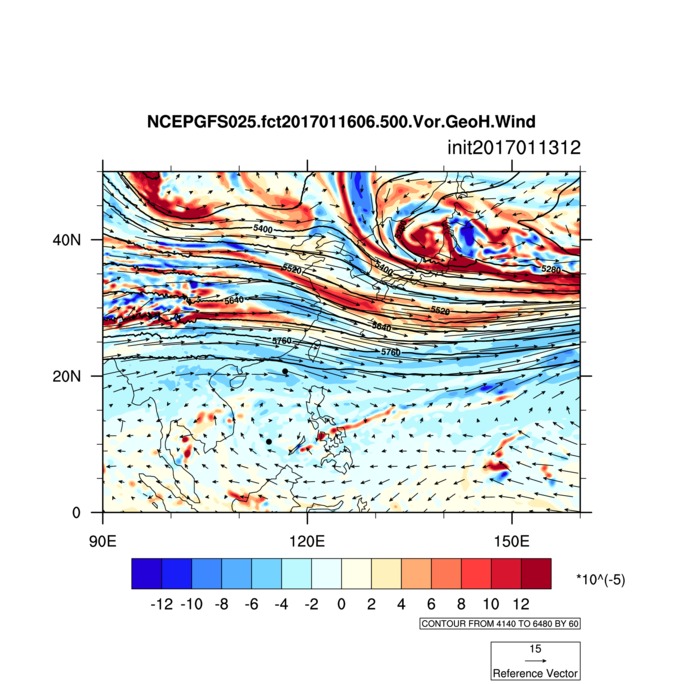 NCEPGFS025.fct2017011606.500.Vor.GeoH.Wind
init2017011312
40N
20N
0
5400
5400
5280
5520
5520
5640
5640
5760
5760
90E 120E 150E
-12 -10 -8 -6 -4 -2 0 2 4 6 8 10 12
*10^(-5)
CONTOUR FROM 4140 TO 6480 BY 60
15
Reference Vector